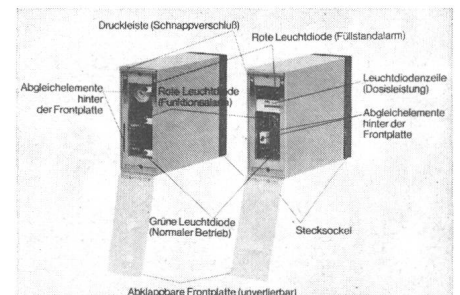 Druckleiste (Schnappverschluß)
Rote Leuchtdiode (Füllstandalarm)
Abgleichelemente
hinter
der Frontplatte
Rote Leuchtdiode
(Funktionsalarm)
Leuchtdiodenzeile
(Dosisleistung)
Abgleichelemente
hinter der
Frontplatte
Grüne Leuchtdiode
(Normaler Betrieb)
Stecksockel
Abklappbare Frontplatte (unverlierbar)